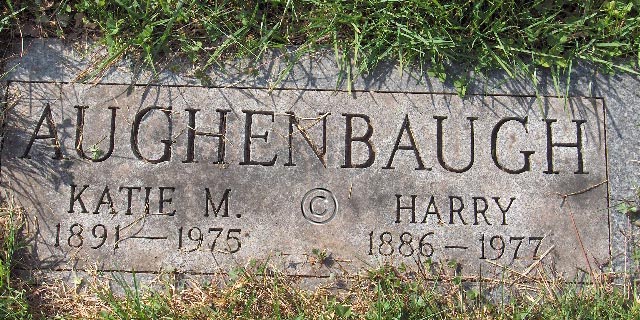 AUGHENBAUGH
KATIE M. © HARRY
1891 — 1975 1886 — 1977